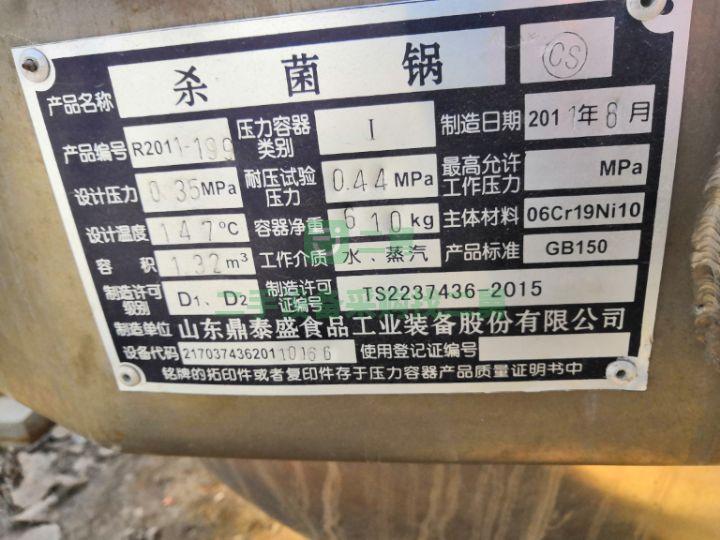 产品名称 杀菌锅 CS
产品编号 R2011-199 压力容器类别 I 制造日期 2011年8月
设计压力 0.35MPa 耐压试验压力 0.44MPa 最高允许工作压力 MPa
设计温度 147℃ 容器净重 610kg 主体材料 06Cr19Ni10
容积 1.32m³ 工作介质 水、蒸汽 产品标准 GB150
制造许可级别 D1、D2 制造许可证编号 TS2237436-2015
制造单位 山东鼎泰盛食品工业装备股份有限公司
设备代码 21703743620110166 使用登记证编号
铭牌的拓印件或者复印件存于压力容器产品质量证明书中